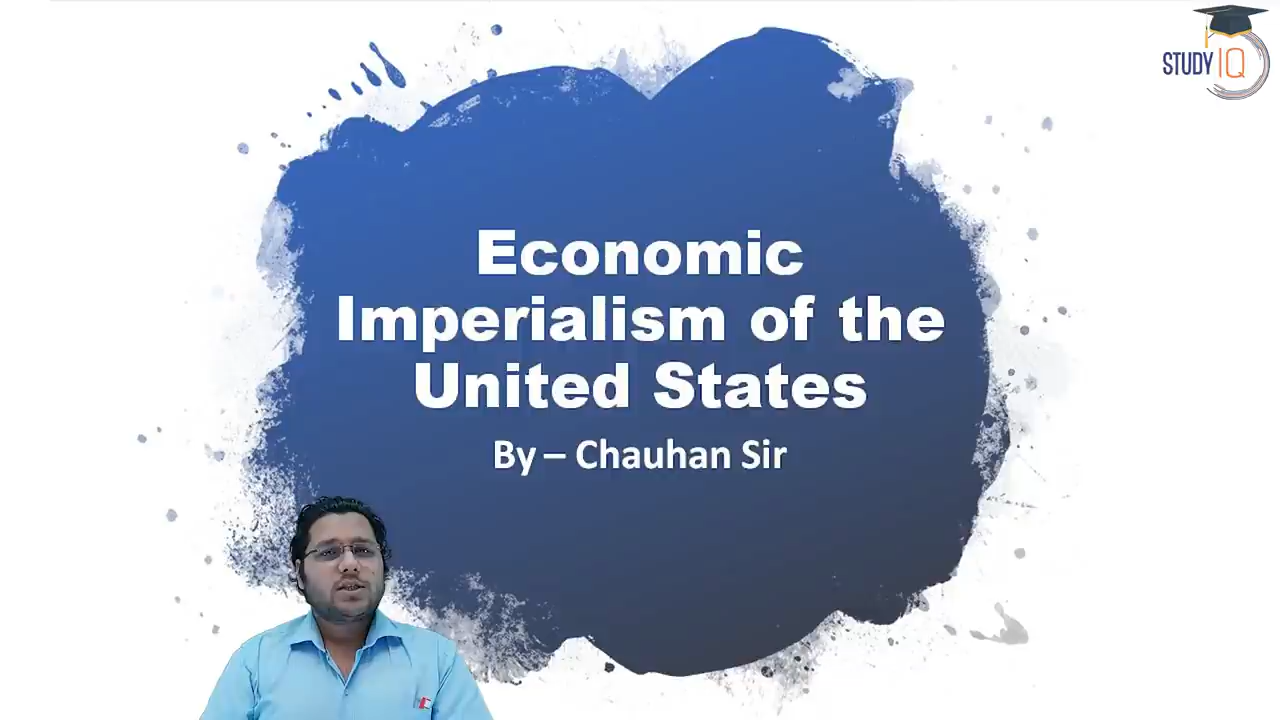 STUDY IQ
Economic
Imperialism of the
United States
By – Chauhan Sir